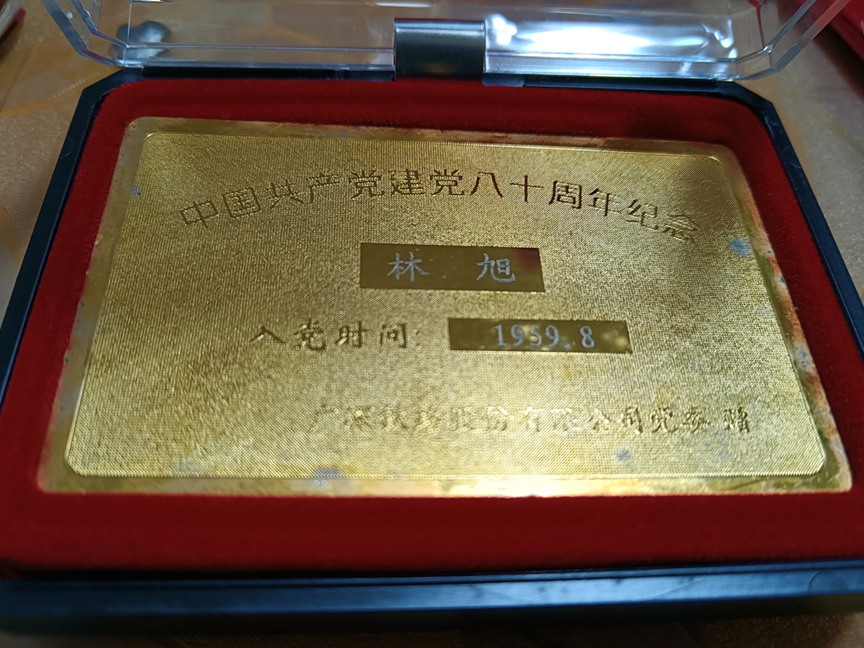 中国共产党建党八十周年纪念
林 旭
入党时间: 1959.8
广深铁路股份有限公司党委 赠